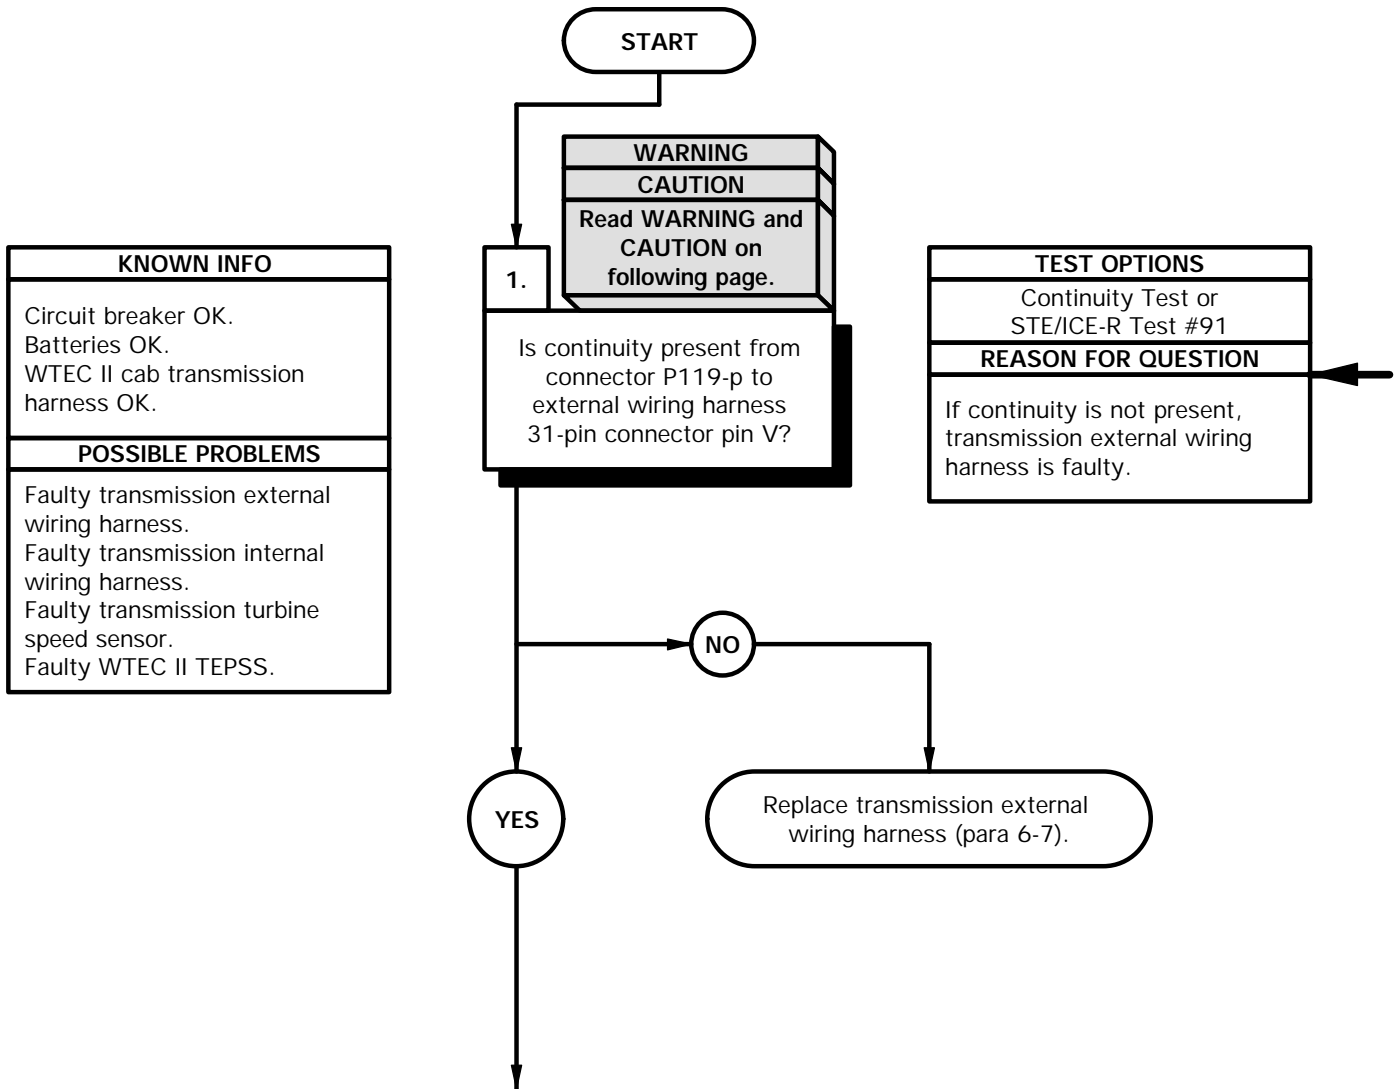 START
WARNING
CAUTION
Read WARNING and
CAUTION on
following page.
1.
Is continuity present from
connector P119-p to
external wiring harness
31-pin connector pin V?
KNOWN INFO
Circuit breaker OK.
Batteries OK.
WTEC II cab transmission
harness OK.
POSSIBLE PROBLEMS
Faulty transmission external
wiring harness.
Faulty transmission internal
wiring harness.
Faulty transmission turbine
speed sensor.
Faulty WTEC II TEPSS.
TEST OPTIONS
Continuity Test or
STE/ICE-R Test #91
REASON FOR QUESTION
If continuity is not present,
transmission external wiring
harness is faulty.
NO
YES
Replace transmission external
wiring harness (para 6-7).